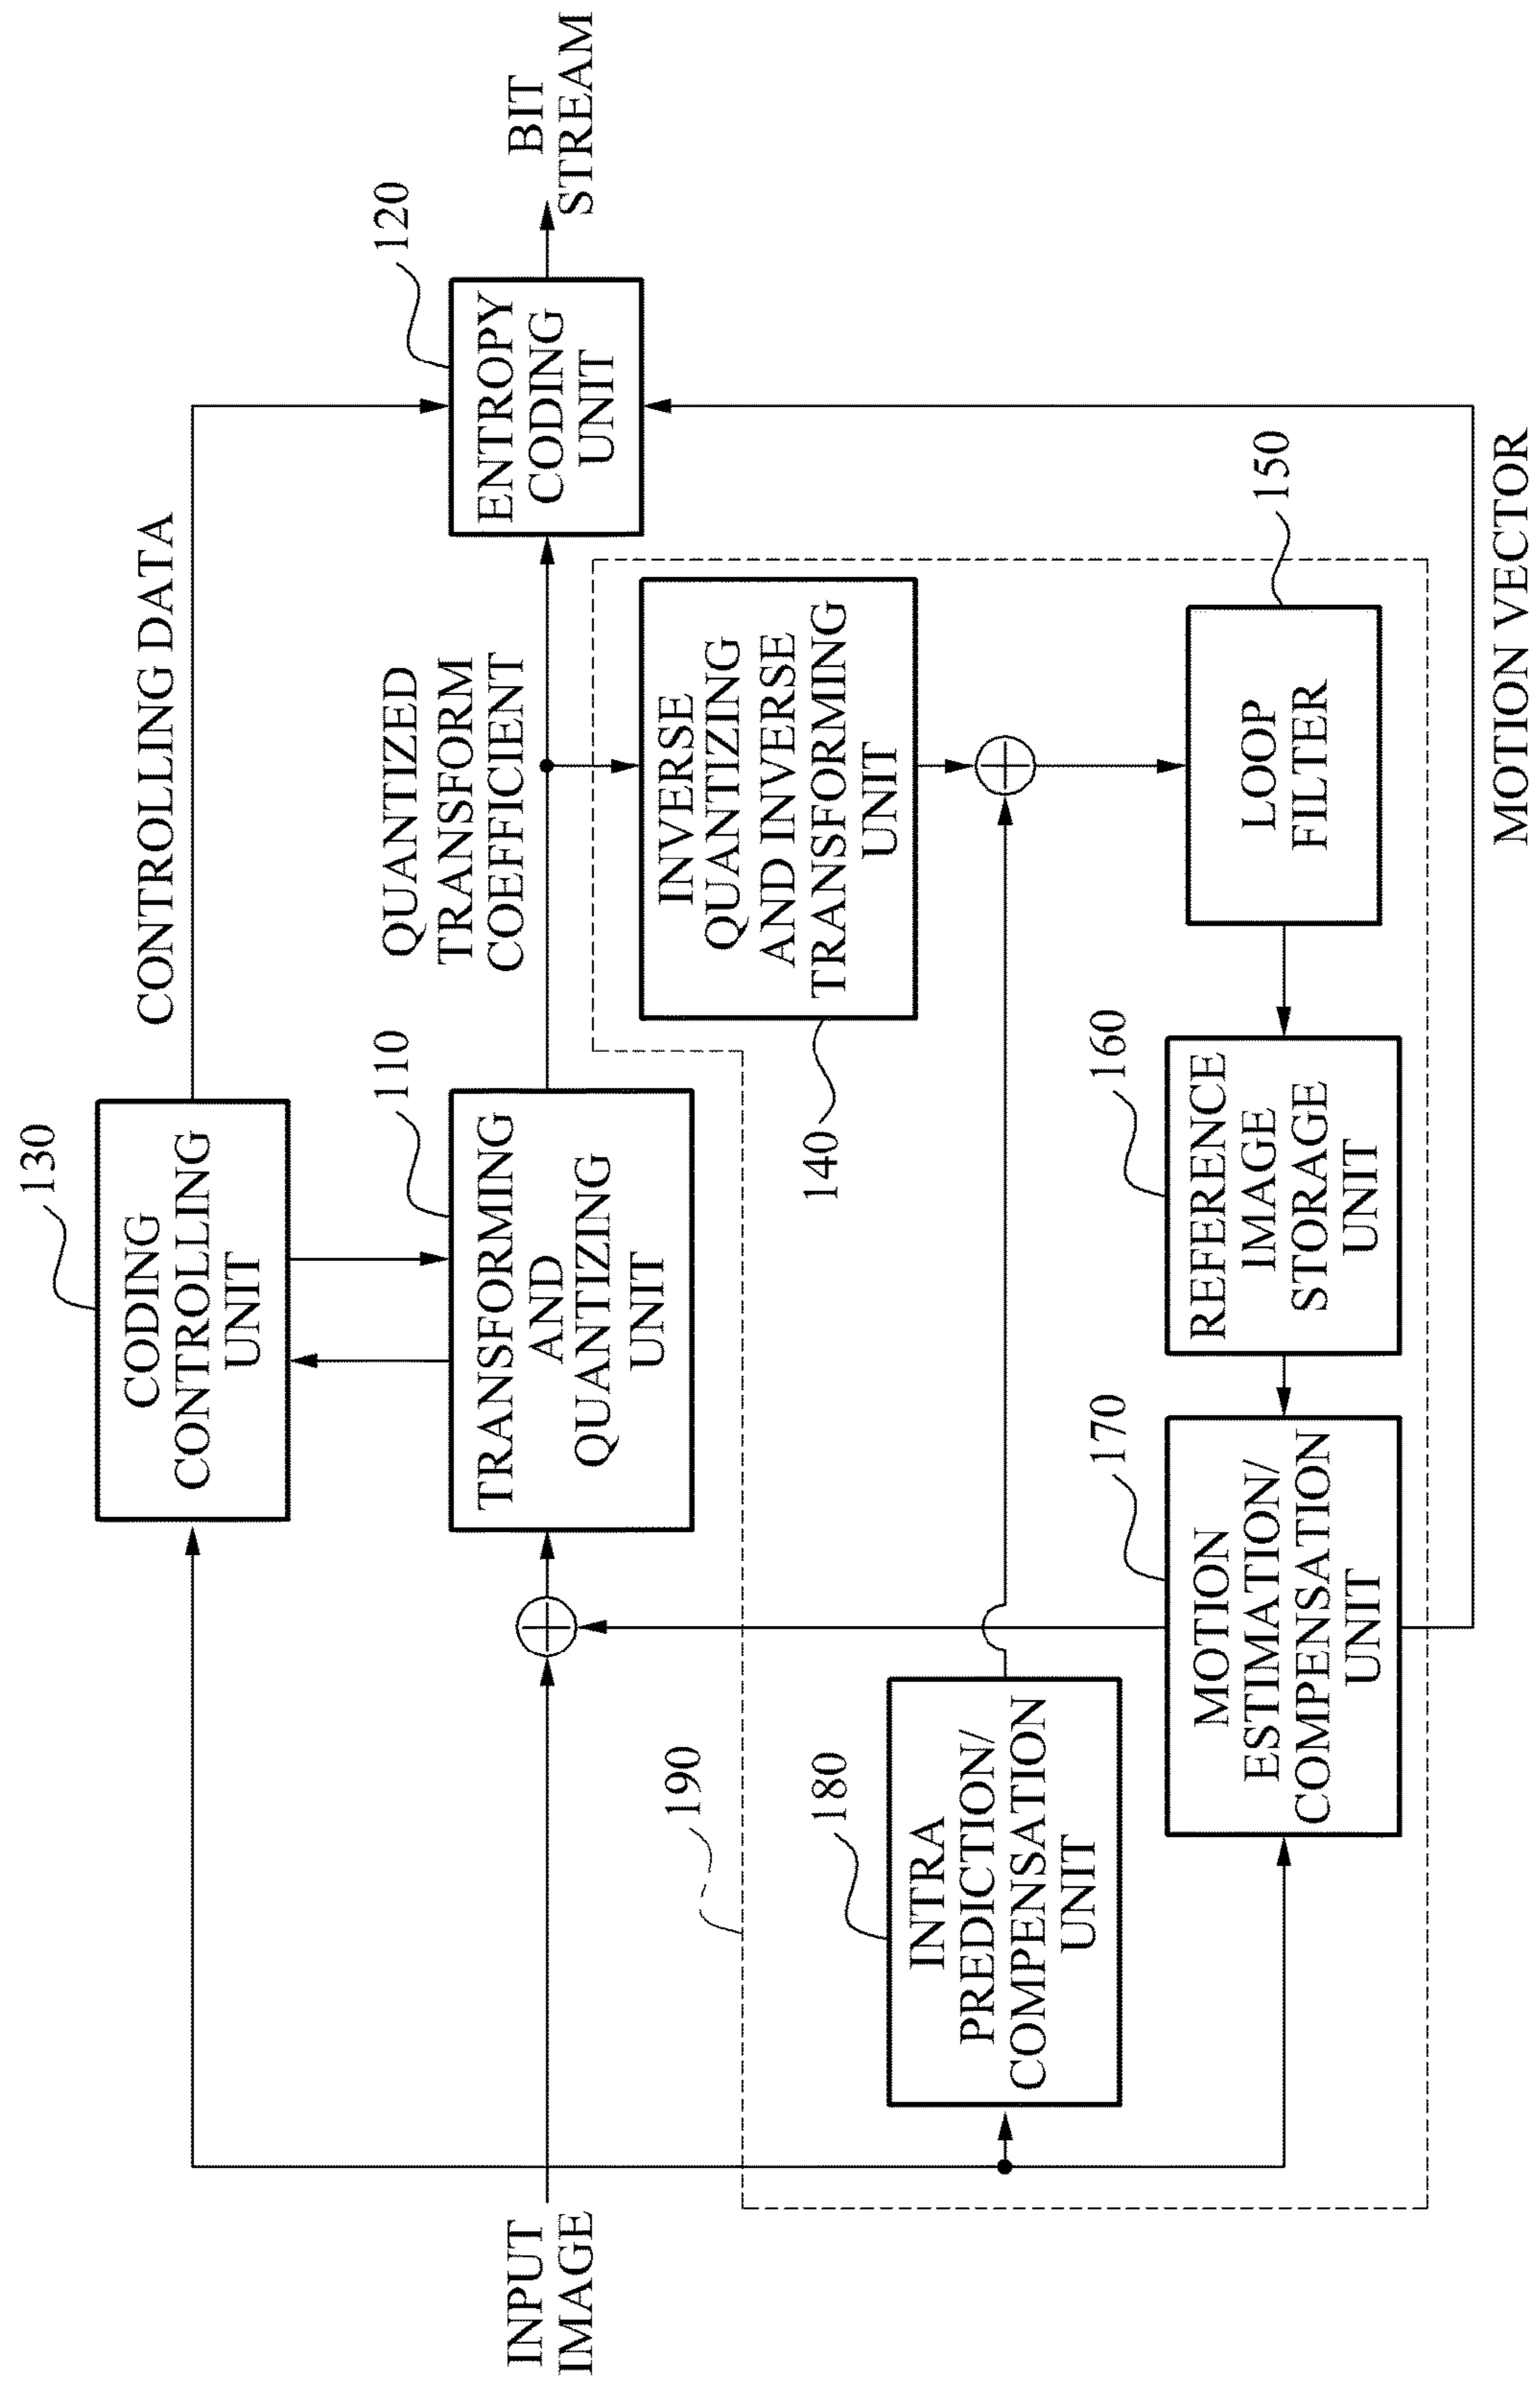 130
CODING
CONTROLLING
UNIT
CONTROLLING DATA
110
TRANSFORMING
AND
QUANTIZING
UNIT
QUANTIZED
TRANSFORM
COEFFICIENT
120
ENTROPY
CODING
UNIT
BIT
STREAM
INPUT
IMAGE
190
140
INVERSE
QUANTIZING
AND INVERSE
TRANSFORMING
UNIT
180
INTRA
PREDICTION/
COMPENSATION
UNIT
170
MOTION
ESTIMATION/
COMPENSATION
UNIT
160
REFERENCE
IMAGE
STORAGE
UNIT
150
LOOP
FILTER
MOTION VECTOR